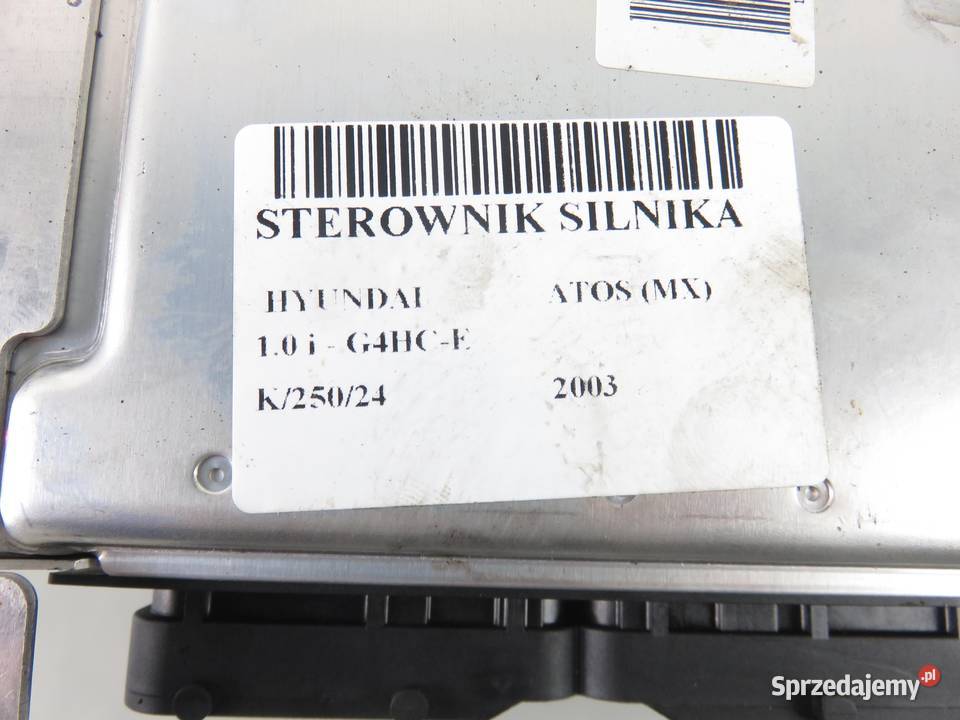 STEROWNIK SILNIKA
HYUNDAI ATOS (MX)
1.0 i - G4HC-E
K/250/24 2003
Sprzedajemy.pl